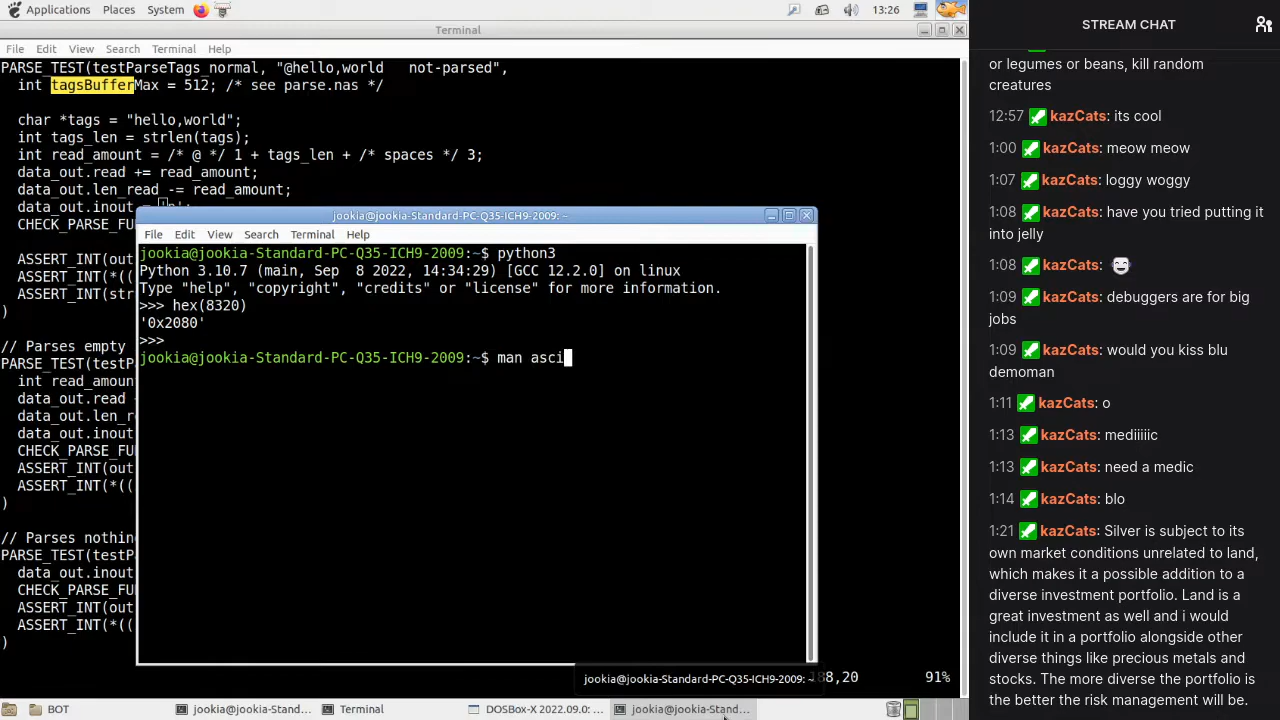 Applications Places System 13:26
Terminal
File Edit View Search Terminal Help
PARSE_TEST(testParseTags_normal, "@hello,world   not-parsed",
int tagsBufferMax = 512; /* see parse.nas */
char *tags = "hello,world";
int tags_len = strlen(tags);
int read_amount = /* @ */ 1 + tags_len + /* spaces */ 3;
data_out.read += read_amount;
data_out.len_read -= read_amount;
data_out.inout = 'n';
CHECK_PARSE_FU
ASSERT_INT(out
ASSERT_INT(*((
ASSERT_INT(str
)
// Parses empty
PARSE_TEST(testP
int read_amoun
data_out.read
data_out.len_r
data_out.inout
CHECK_PARSE_FU
ASSERT_INT(out
ASSERT_INT(*((
)
// Parses nothin
PARSE_TEST(testP
data_out.inout
CHECK_PARSE_FU
ASSERT_INT(out
ASSERT_INT(*((
)
88,20 91%
jookia@jookia-Standard-PC-Q35-ICH9-2009: ~
File Edit View Search Terminal Help
jookia@jookia-Standard-PC-Q35-ICH9-2009:~$ python3
Python 3.10.7 (main, Sep  8 2022, 14:34:29) [GCC 12.2.0] on linux
Type "help", "copyright", "credits" or "license" for more information.
>>> hex(8320)
'0x2080'
>>>
jookia@jookia-Standard-PC-Q35-ICH9-2009:~$ man asci
jookia@jookia-Standard-PC-Q35-ICH9-2009: ~
BOT jookia@jookia-Stand... Terminal DOSBox-X 2022.09.0: ... jookia@jookia-Stand...
STREAM CHAT
or legumes or beans, kill random
creatures
12:57 kazCats: its cool
1:00 kazCats: meow meow
1:07 kazCats: loggy woggy
1:08 kazCats: have you tried putting it
into jelly
1:08 kazCats:
1:09 kazCats: debuggers are for big
jobs
1:09 kazCats: would you kiss blu
demoman
1:11 kazCats: o
1:13 kazCats: mediiiiic
1:13 kazCats: need a medic
1:14 kazCats: blo
1:21 kazCats: Silver is subject to its
own market conditions unrelated to land,
which makes it a possible addition to a
diverse investment portfolio. Land is a
great investment as well and i would
include it in a portfolio alongside other
diverse things like precious metals and
stocks. The more diverse the portfolio is
the better the risk management will be.